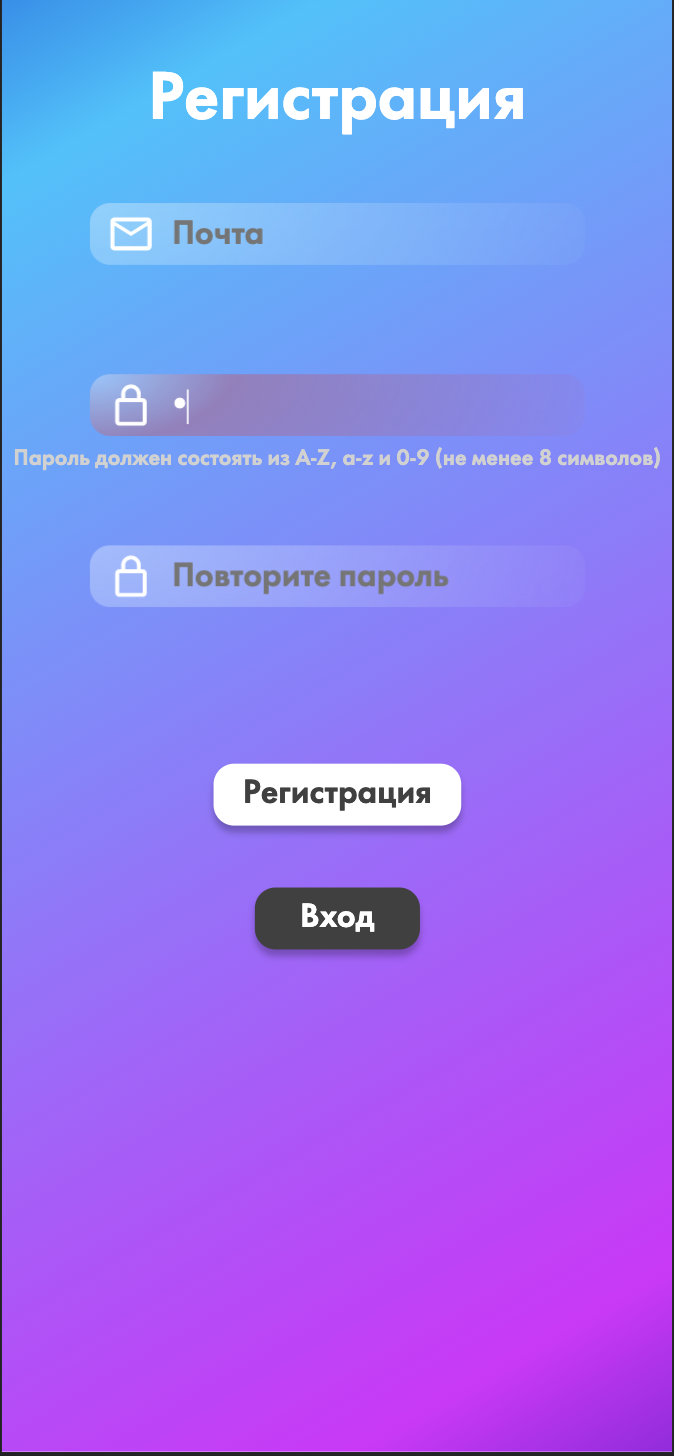 Регистрация
Почта
•
Пароль должен состоять из A-Z, a-z и 0-9 (не менее 8 символов)
Повторите пароль
Регистрация
Вход